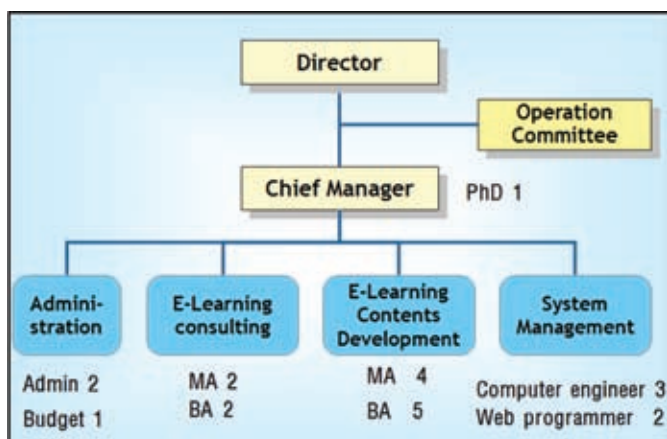 Director
Operation
Committee
Chief Manager
PhD 1
Admini-
stration
E-Learning
consulting
E-Learning
Contents
Development
System
Management
Admin 2
Budget 1
MA 2
BA 2
MA 4
BA 5
Computer engineer 3
Web programmer 2